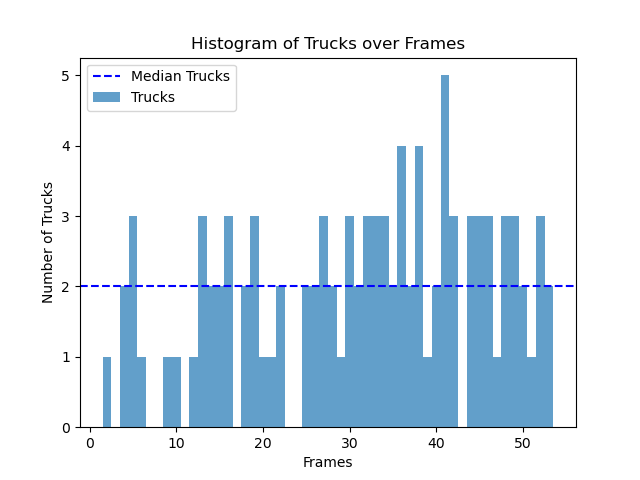 Histogram of Trucks over Frames
Median Trucks
Trucks
Number of Trucks
5
4
3
2
1
0
0 10 20 30 40 50
Frames